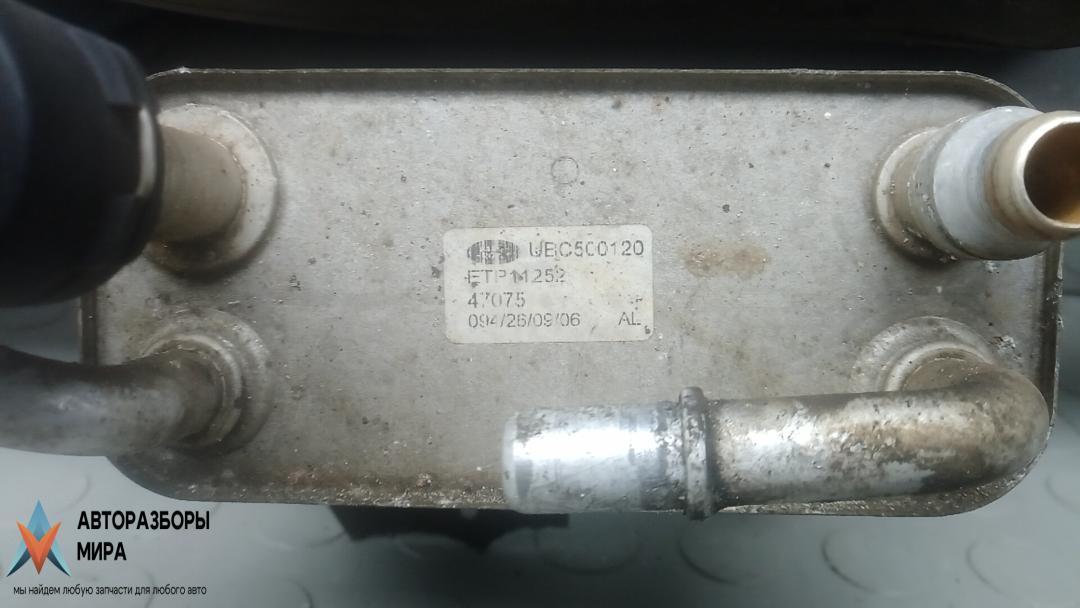 UBC500120
ETP11252
47075
094/26/09/06 AL
АВТОРАЗБОРЫ
МИРА
мы найдем любую запчасти для любого авто